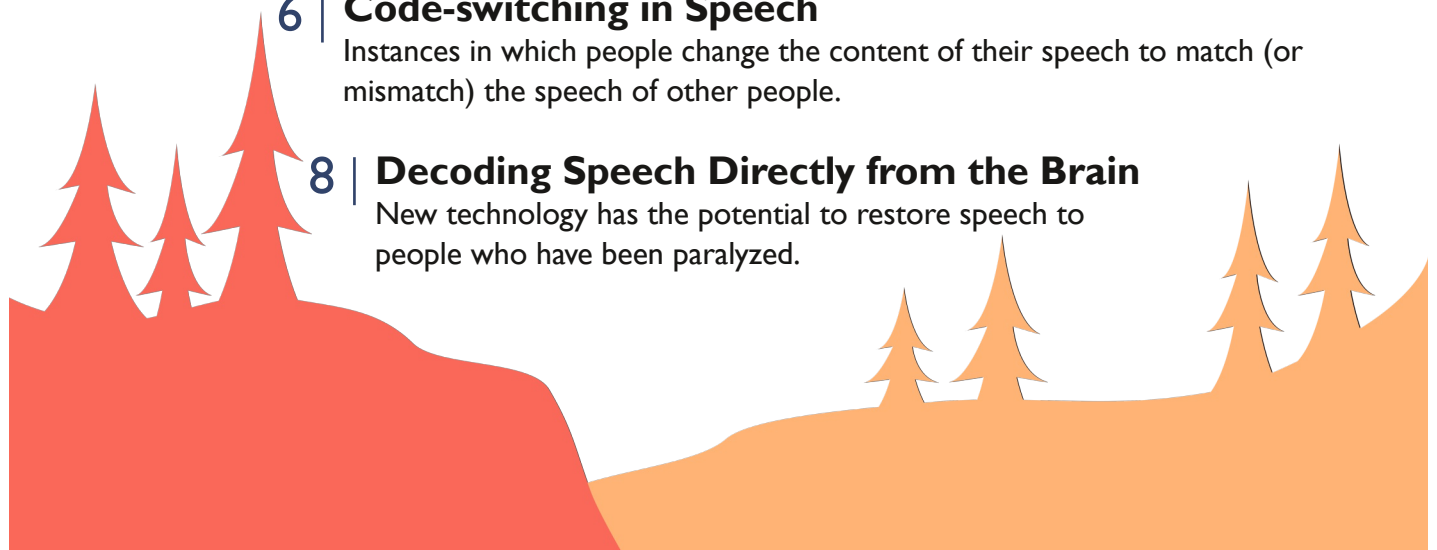 6 | Code-switching in Speech
Instances in which people change the content of their speech to match (or
mismatch) the speech of other people.
8 | Decoding Speech Directly from the Brain
New technology has the potential to restore speech to
people who have been paralyzed.